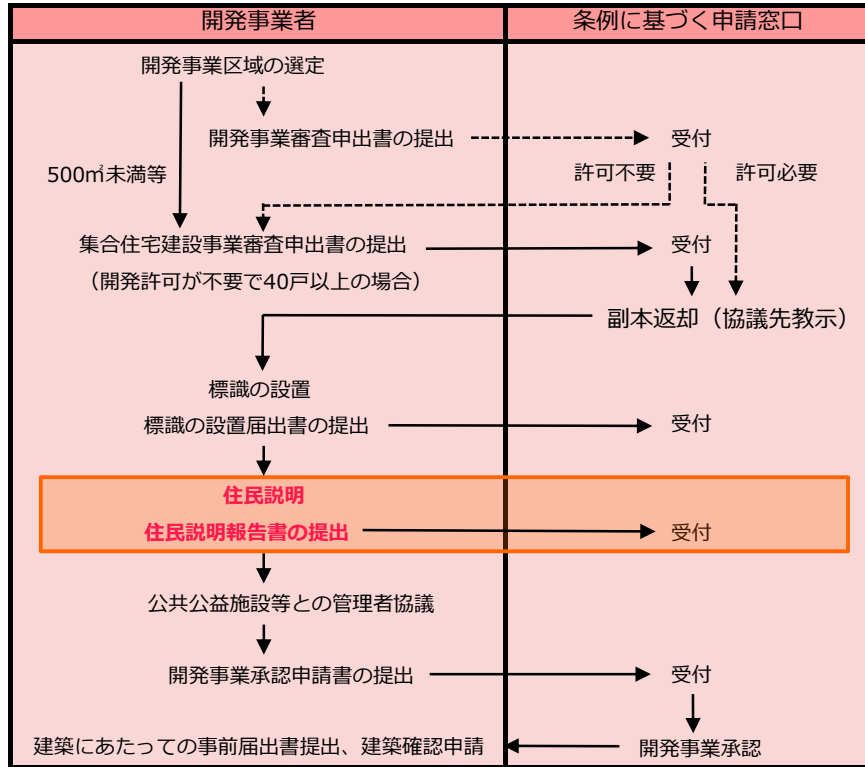 開発事業者
条例に基づく申請窓口
開発事業区域の選定
開発事業審査申出書の提出
受付
500㎡未満等
許可不要
許可必要
集合住宅建設事業審査申出書の提出
受付
（開発許可が不要で40戸以上の場合）
副本返却（協議先教示）
標識の設置
標識の設置届出書の提出
受付
住民説明
住民説明報告書の提出
受付
公共公益施設等との管理者協議
開発事業承認申請書の提出
受付
建築にあたっての事前届出書提出、建築確認申請
開発事業承認